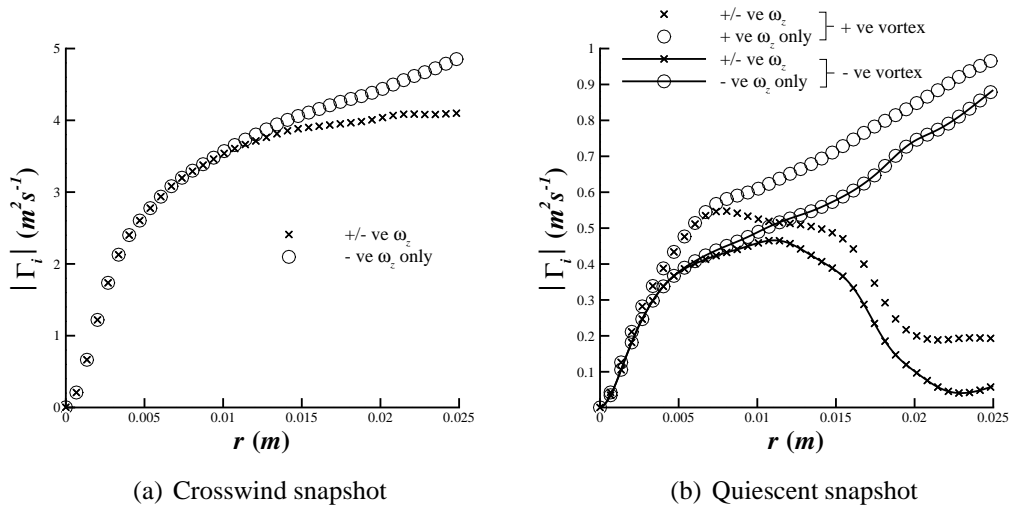 |Γi| (m²s⁻¹)
5
4
3
2
1
0
0 0.005 0.01 0.015 0.02 0.025
r (m)
+/- ve ωz
- ve ωz only
(a) Crosswind snapshot
+/- ve ωz
+ ve ωz only
+ ve vortex
+/- ve ωz
- ve ωz only
- ve vortex
|Γi| (m²s⁻¹)
1
0.9
0.8
0.7
0.6
0.5
0.4
0.3
0.2
0.1
0
0 0.005 0.01 0.015 0.02 0.025
r (m)
(b) Quiescent snapshot